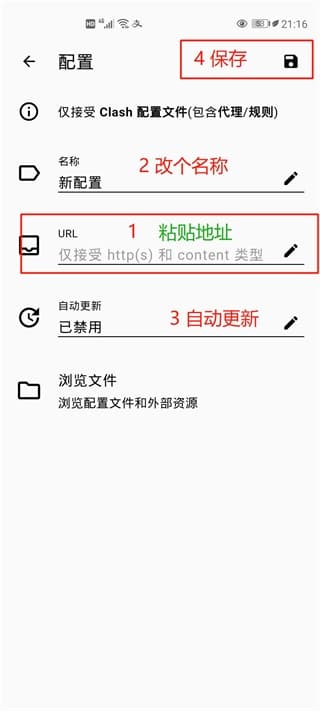 21:16
配置
4 保存
仅接受 Clash 配置文件(包含代理/规则)
名称
2 改个名称
新配置
URL
1 粘贴地址
仅接受 http(s) 和 content 类型
自动更新
3 自动更新
已禁用
浏览文件
浏览配置文件和外部资源